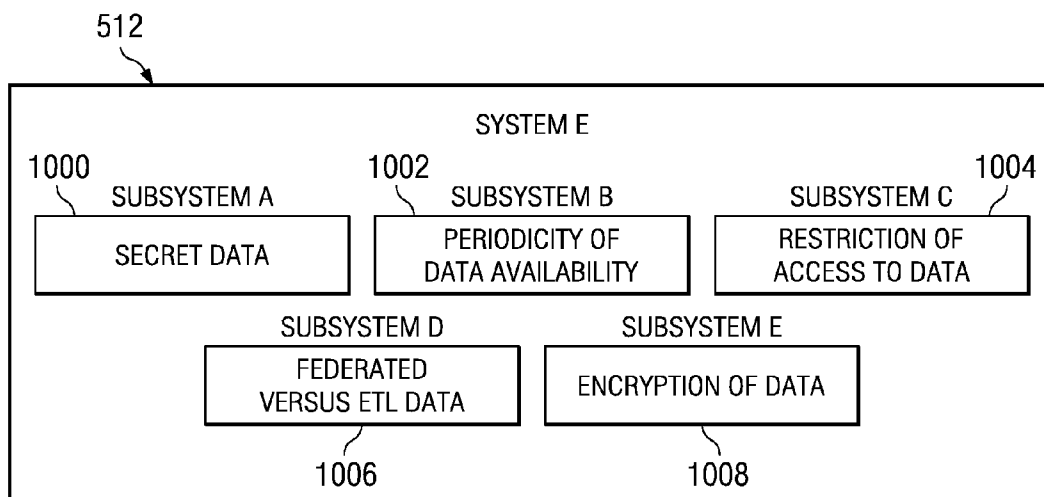 512
SYSTEM E
1000
1002
1004
SUBSYSTEM A
SUBSYSTEM B
SUBSYSTEM C
SECRET DATA
PERIODICITY OF
DATA AVAILABILITY
RESTRICTION OF
ACCESS TO DATA
SUBSYSTEM D
SUBSYSTEM E
FEDERATED
VERSUS ETL DATA
ENCRYPTION OF DATA
1006
1008